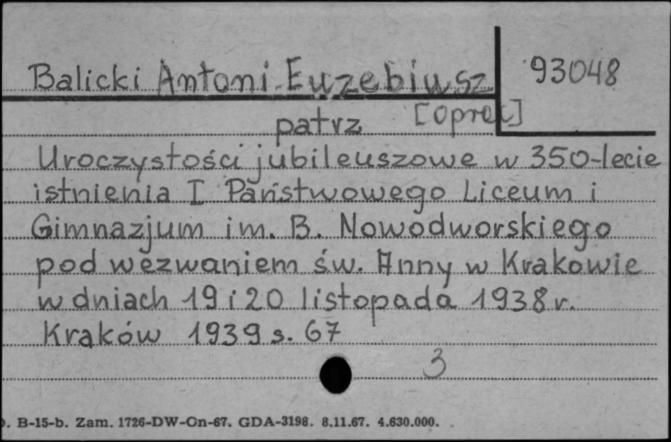 Balicki Antoni Euzebiusz 93048
patrz [oprac]
Uroczystości jubileuszowe w 350-lecie
istnienia I Państwowego Liceum i
Gimnazjum im. B. Nowodworskiego
pod wezwaniem św. Anny w Krakowie
w dniach 19 i 20 listopada 1938 r.
Kraków 1939 s. 67
3
B-15-b. Zam. 1726-DW-On-67. GDA-3198. 8.11.67. 4.630.000.